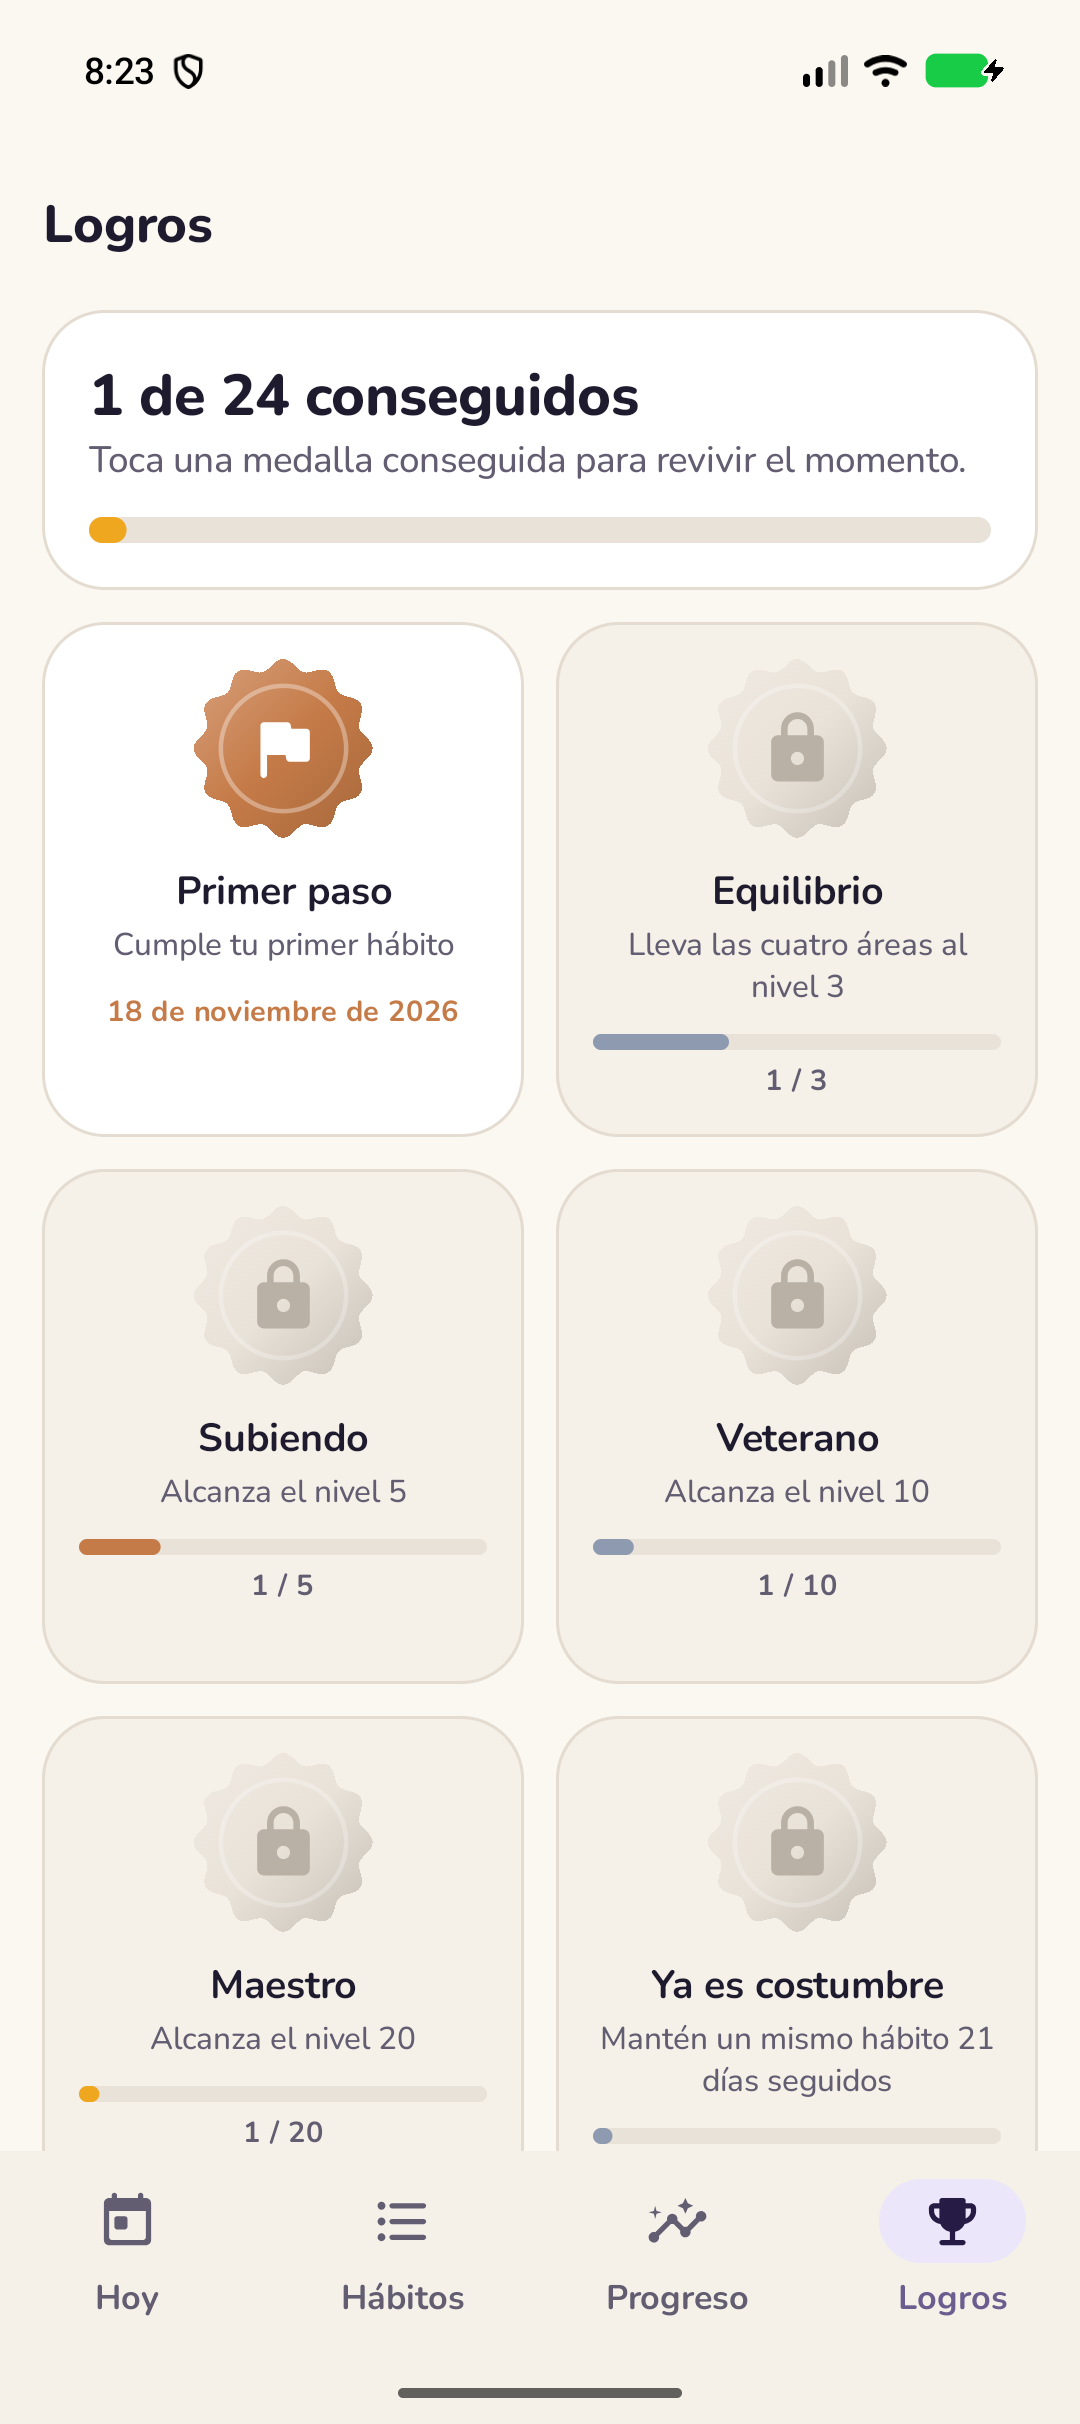 8:23
Logros
1 de 24 conseguidos
Toca una medalla conseguida para revivir el momento.
Primer paso
Cumple tu primer hábito
18 de noviembre de 2026
Equilibrio
Lleva las cuatro áreas al
nivel 3
1 / 3
Subiendo
Alcanza el nivel 5
1 / 5
Veterano
Alcanza el nivel 10
1 / 10
Maestro
Alcanza el nivel 20
1 / 20
Ya es costumbre
Mantén un mismo hábito 21
días seguidos
Hoy
Hábitos
Progreso
Logros